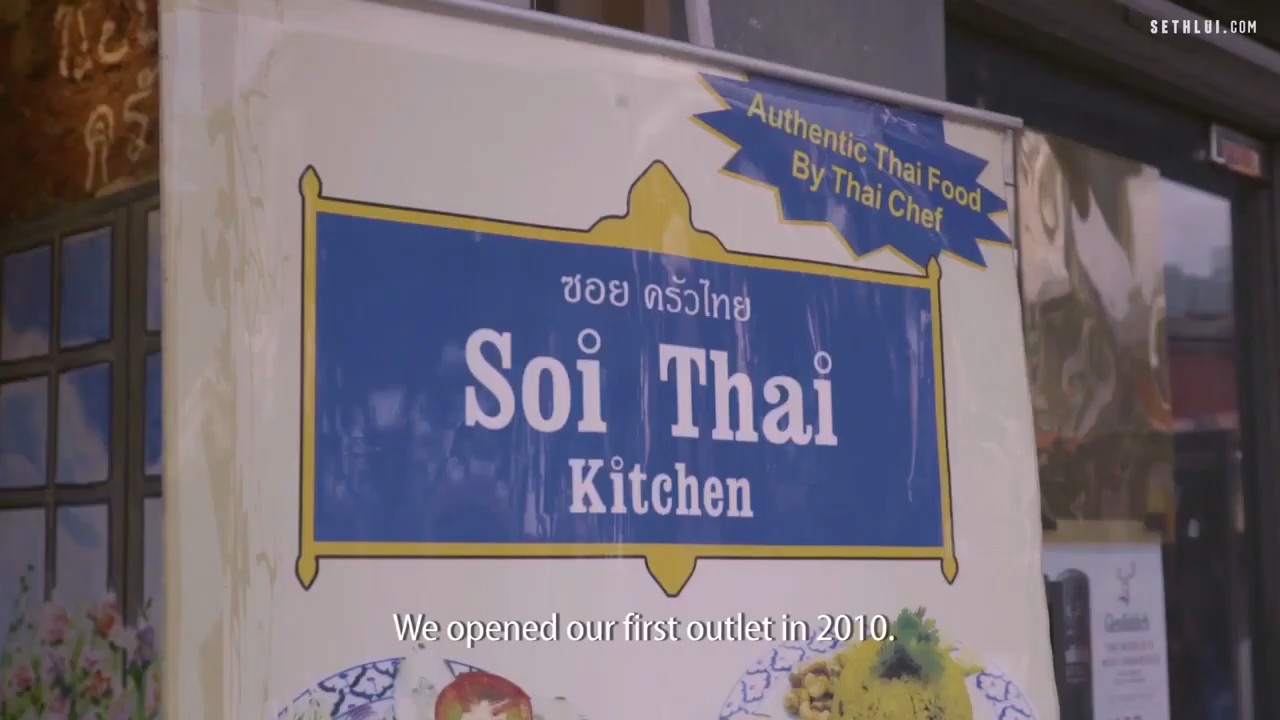 SETHLUI.COM
Authentic Thai Food
By Thai Chef
ซอย ครัวไทย
Soi Thai
Kitchen
We opened our first outlet in 2010.
Glenfiddich